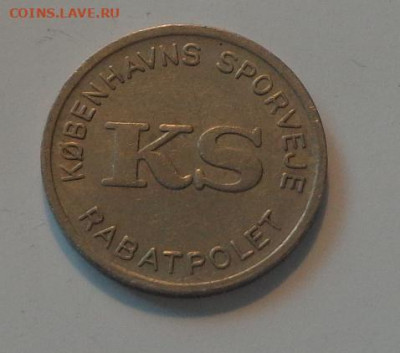 COINS.LAVE.RU
KØBENHAVNS SPORVEJE
KS
RABATPOLET